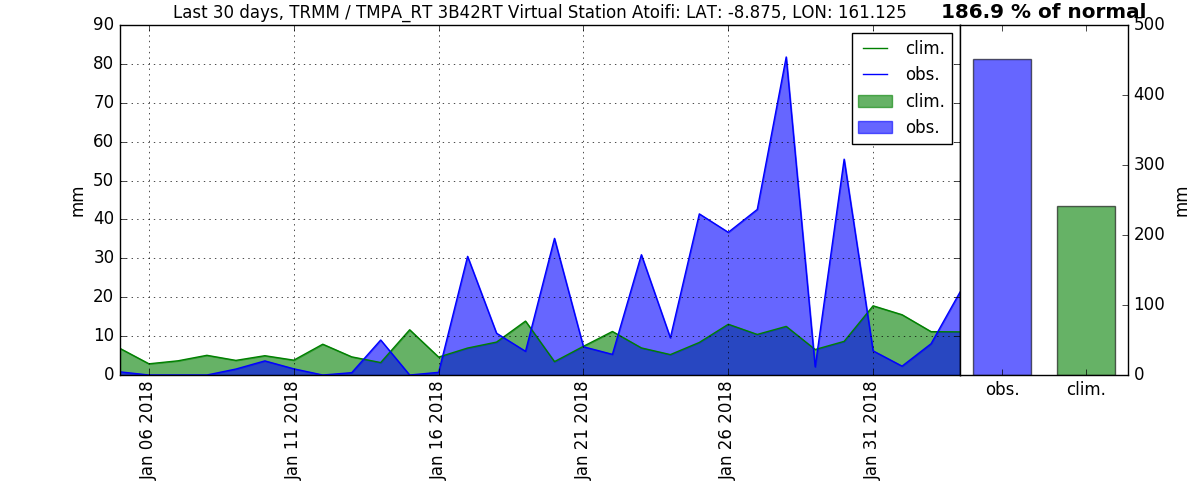 Last 30 days, TRMM / TMPA_RT 3B42RT Virtual Station Atoifi: LAT: -8.875, LON: 161.125
186.9 % of normal
90
80
70
60
50
40
30
20
10
0
mm
clim.
obs.
clim.
obs.
Jan 06 2018
Jan 11 2018
Jan 16 2018
Jan 21 2018
Jan 26 2018
Jan 31 2018
500
400
300
200
100
0
mm
obs.
clim.